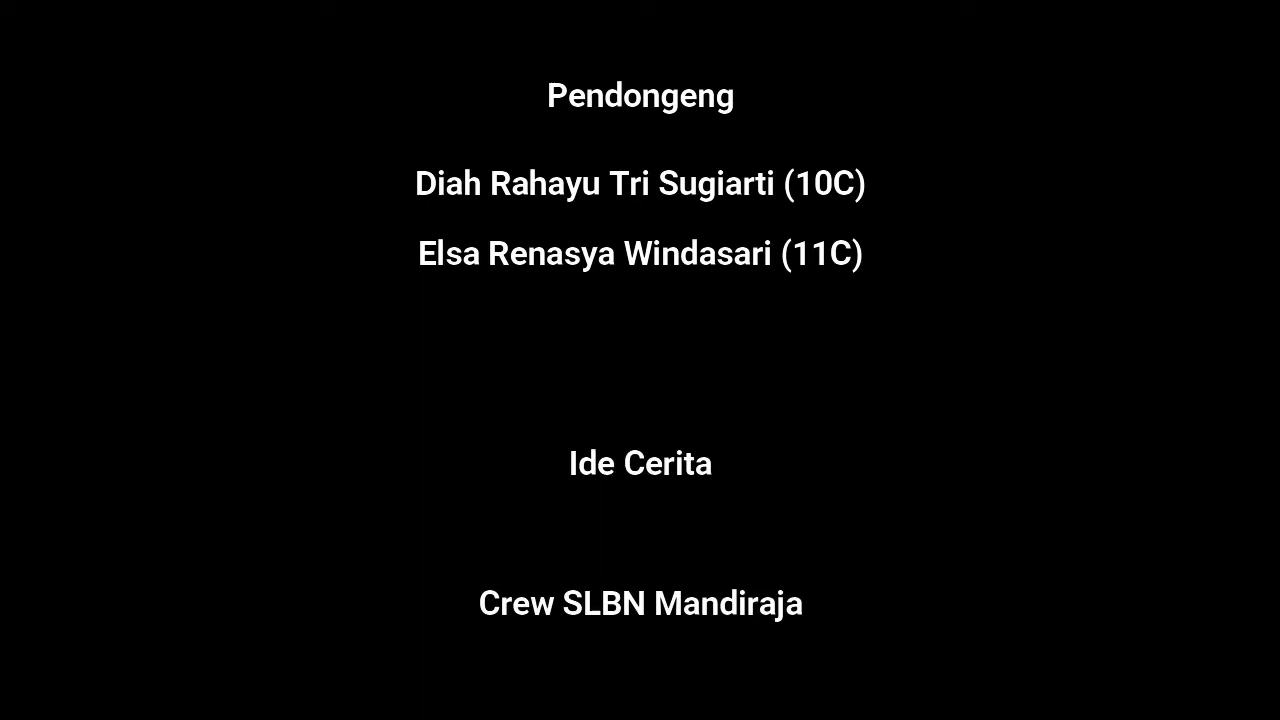 Pendongeng
Diah Rahayu Tri Sugiarti (10C)
Elsa Renasya Windasari (11C)
Ide Cerita
Crew SLBN Mandiraja